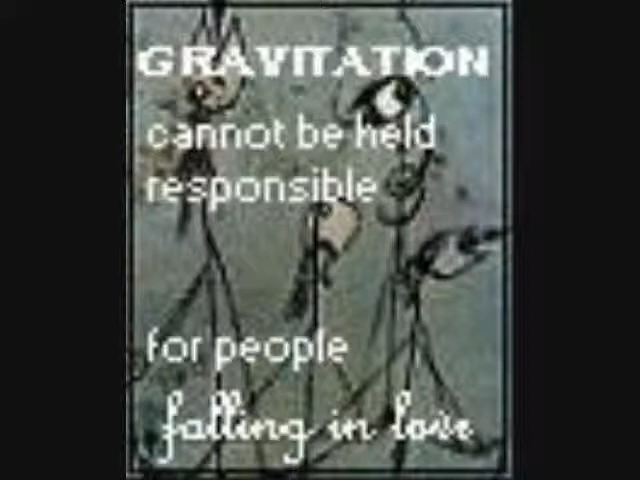 GRAVITATION
cannot be held
responsible
for people
falling in love